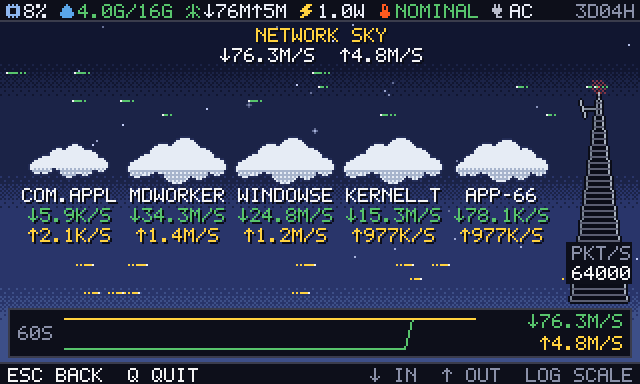 8% 4.0G/16G ↓76M↑5M 1.0W NOMINAL AC 3D04H
NETWORK SKY
↓76.3M/S ↑4.8M/S
COM.APPL MDWORKER WINDOWSE KERNEL_T APP-66
↓5.9K/S ↓34.3M/S ↓24.8M/S ↓15.3M/S ↓78.1K/S
↑2.1K/S ↑1.4M/S ↑1.2M/S ↑977K/S ↑977K/S
PKT/S
64000
60S
↓76.3M/S
↑4.8M/S
ESC BACK Q QUIT ↓ IN ↑ OUT LOG SCALE